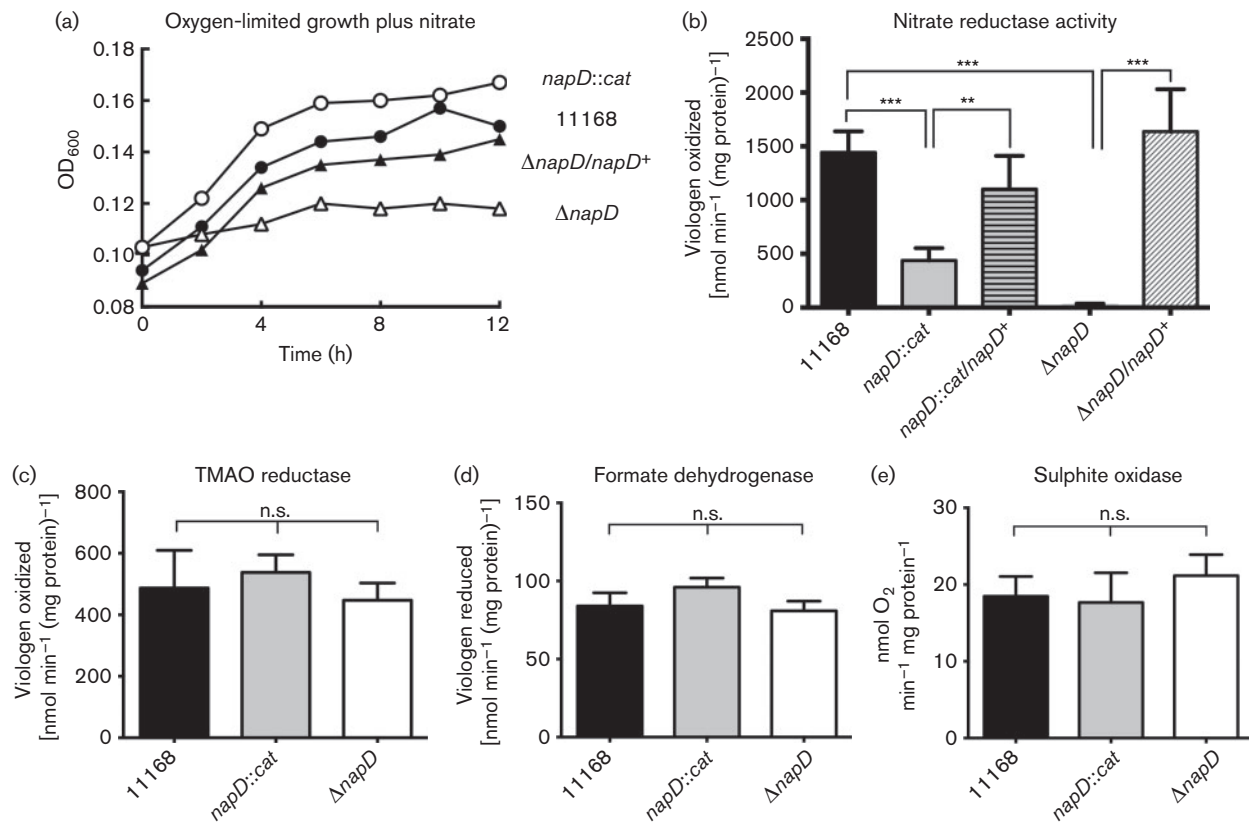 (a) Oxygen-limited growth plus nitrate
0.18
0.16
0.14
0.12
0.10
0.08
OD600
0 4 8 12
Time (h)
napD::cat
11168
ΔnapD/napD+
ΔnapD
(b) Nitrate reductase activity
2500
2000
1500
1000
500
0
Viologen oxidized
[nmol min−1 (mg protein)−1]
*** ***
*** **
11168 napD::cat napD::cat/napD+ ΔnapD ΔnapD/napD+
(c) TMAO reductase
800
600
400
200
0
Viologen oxidized
[nmol min−1 (mg protein)−1]
n.s.
11168 napD::cat ΔnapD
(d) Formate dehydrogenase
150
100
50
0
Viologen reduced
[nmol min−1 (mg protein)−1]
n.s.
11168 napD::cat ΔnapD
(e) Sulphite oxidase
30
20
10
0
nmol O2
min−1 mg protein−1
n.s.
11168 napD::cat ΔnapD